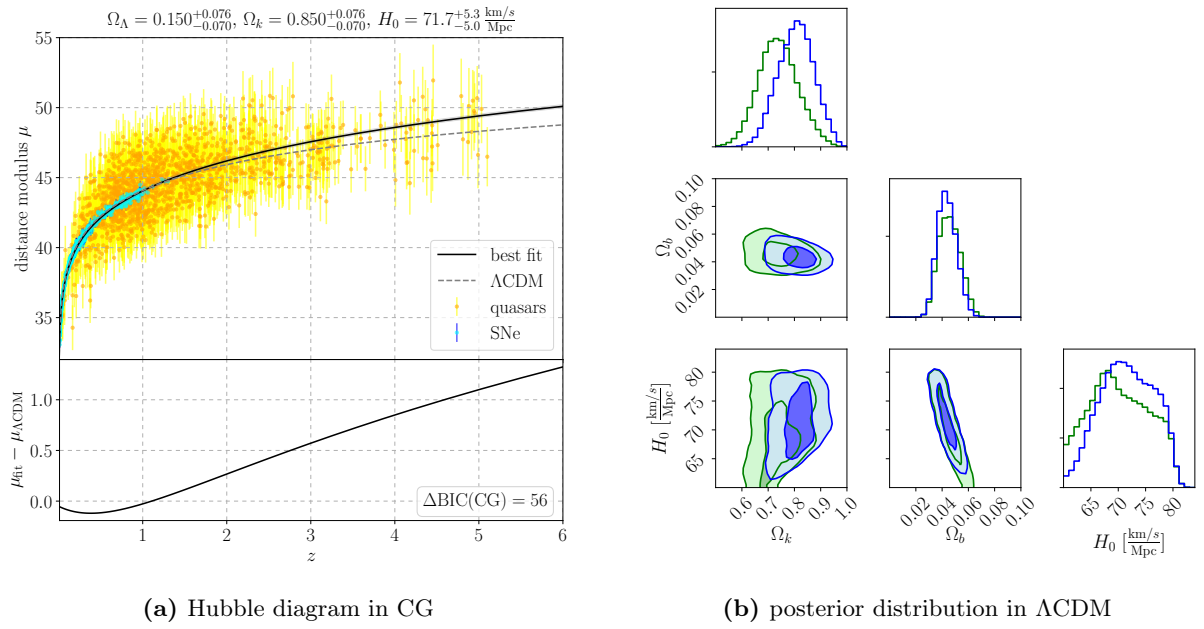 Ω_Λ = 0.150^{+0.076}_{-0.070}, Ω_k = 0.850^{+0.076}_{-0.070}, H_0 = 71.7^{+5.3}_{-5.0} km/s/Mpc
55
50
45
40
35
distance modulus μ
best fit
ΛCDM
quasars
SNe
1.0
0.5
0.0
μ_fit − μ_ΛCDM
ΔBIC(CG) = 56
0 1 2 3 4 5 6
z
(a) Hubble diagram in CG
0.10
0.08
0.06
0.04
0.02
Ω_b
80
75
70
65
H_0 [km/s/Mpc]
0.6 0.7 0.8 0.9 1.0
Ω_k
0.02 0.04 0.06 0.08 0.10
Ω_b
65 70 75 80
H_0 [km/s/Mpc]
(b) posterior distribution in ΛCDM